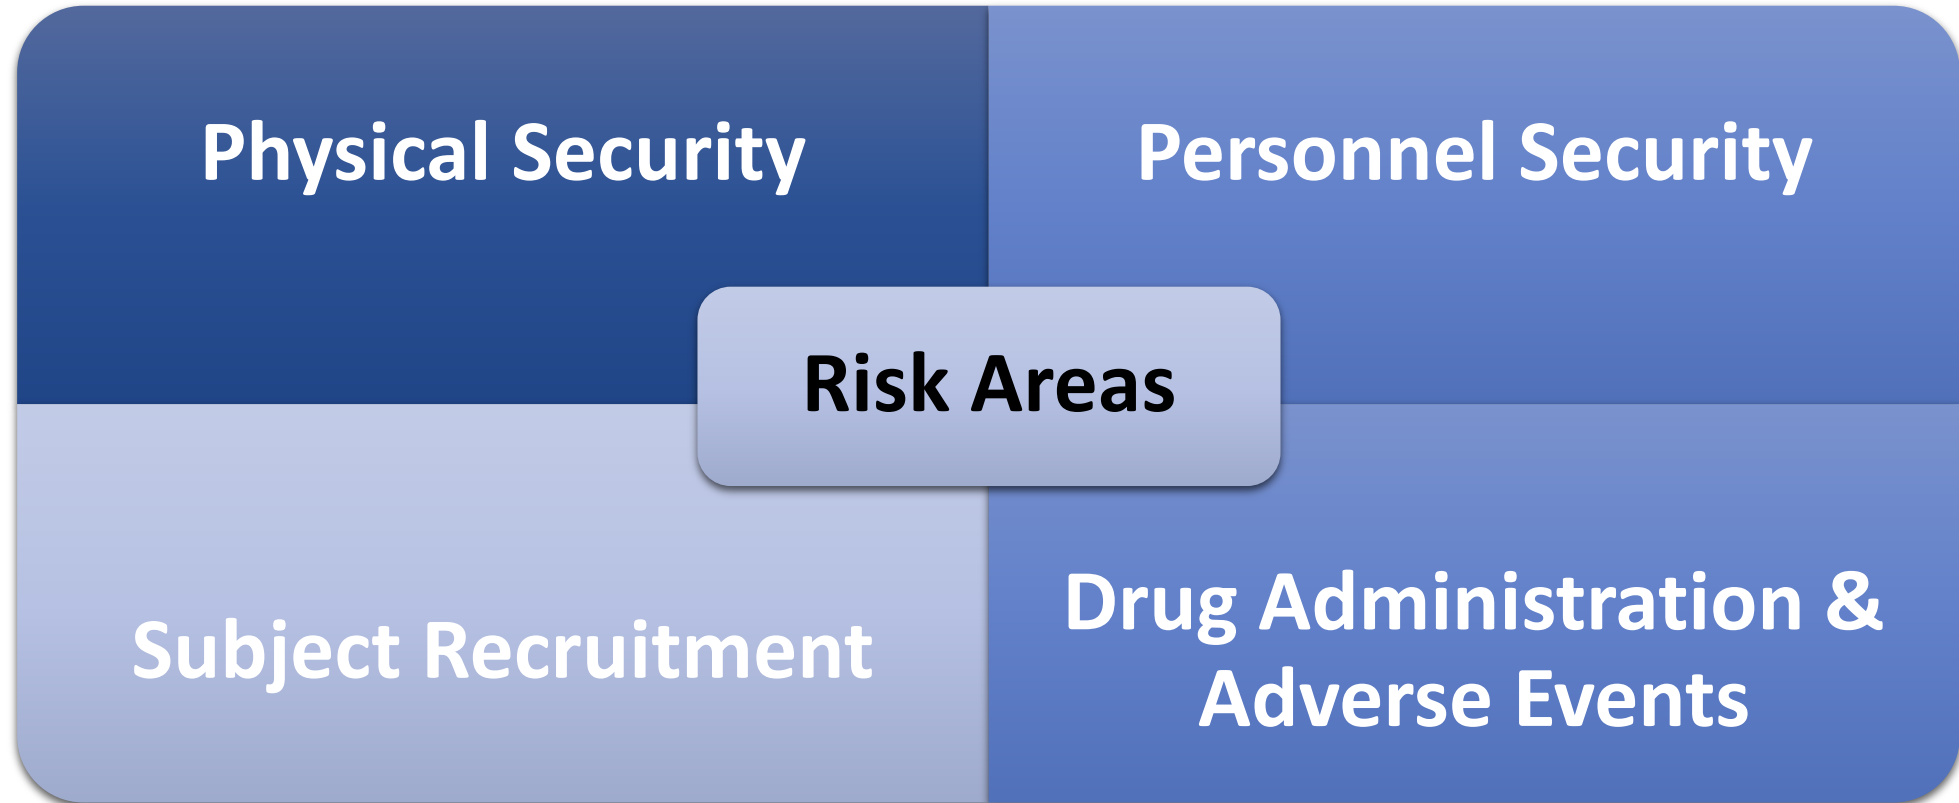 Physical Security
Personnel Security
Risk Areas
Subject Recruitment
Drug Administration &
Adverse Events